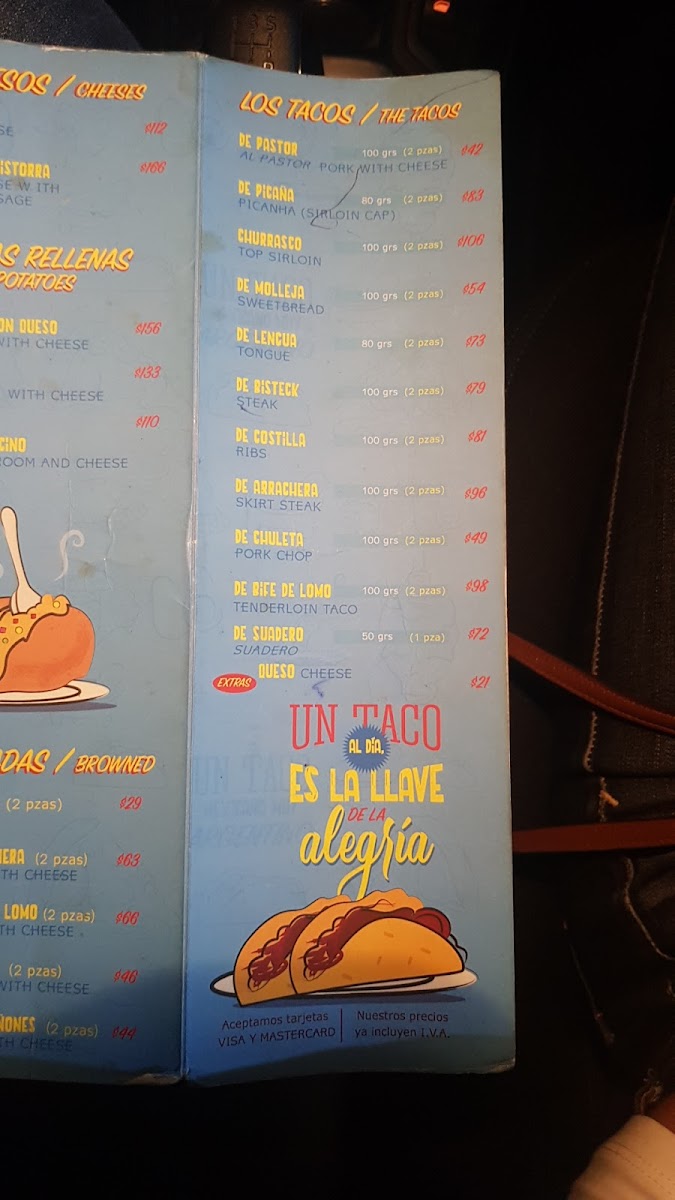 ESOS / CHEESES
SE
$112
ISTORRA
$166
SE WITH
SAGE
AS RELLENAS
POTATOES
ON QUESO
$156
WITH CHEESE
$133
WITH CHEESE
$110
CINO
ROOM AND CHEESE
DAS / BROWNED
(2 pzas) $29
HERA (2 pzas) $63
TH CHEESE
LOMO (2 pzas) $66
TH CHEESE
(2 pzas) $46
WITH CHEESE
ÑONES (2 pzas) $44
TH CHEESE
LOS TACOS / THE TACOS
DE PASTOR 100 grs (2 pzas) $42
AL PASTOR PORK WITH CHEESE
DE PICAÑA 80 grs (2 pzas) $83
PICANHA (SIRLOIN CAP)
CHURRASCO 100 grs (2 pzas) $106
TOP SIRLOIN
DE MOLLEJA 100 grs (2 pzas) $54
SWEETBREAD
DE LENGUA 80 grs (2 pzas) $73
TONGUE
DE BISTECK 100 grs (2 pzas) $79
STEAK
DE COSTILLA 100 grs (2 pzas) $81
RIBS
DE ARRACHERA 100 grs (2 pzas) $96
SKIRT STEAK
DE CHULETA 100 grs (2 pzas) $49
PORK CHOP
DE BIFE DE LOMO 100 grs (2 pzas) $98
TENDERLOIN TACO
DE SUADERO 50 grs (1 pza) $72
SUADERO
EXTRAS QUESO CHEESE $21
UN TACO
AL DÍA,
ES LA LLAVE
DE LA
alegría
Aceptamos tarjetas
VISA Y MASTERCARD
Nuestros precios
ya incluyen I.V.A.